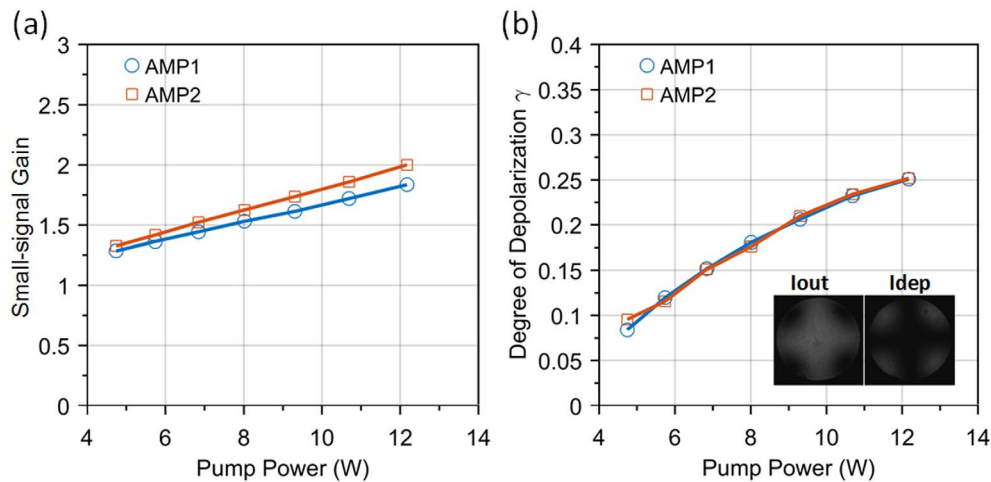 (a)
3
2.5
2
1.5
1
0.5
0
4
6
8
10
12
14
Small-signal Gain
Pump Power (W)
AMP1
AMP2
(b)
0.4
0.35
0.3
0.25
0.2
0.15
0.1
0.05
0
4
6
8
10
12
14
Degree of Depolarization γ
Pump Power (W)
AMP1
AMP2
Iout
Idep